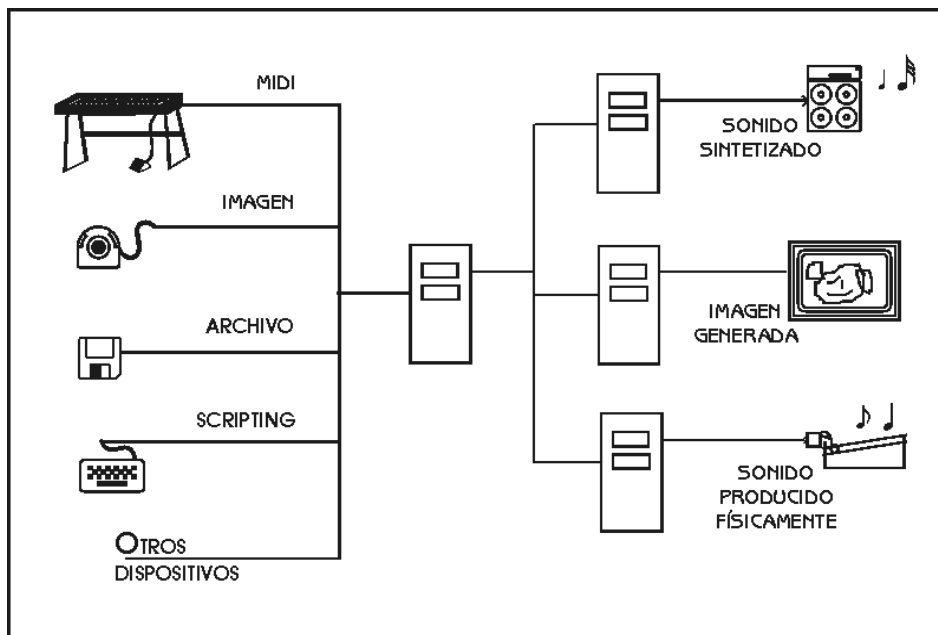 MIDI
IMAGEN
ARCHIVO
SCRIPTING
OTROS
DISPOSITIVOS
SONIDO
SINTETIZADO
IMAGEN
GENERADA
SONIDO
PRODUCIDO
FÍSICAMENTE